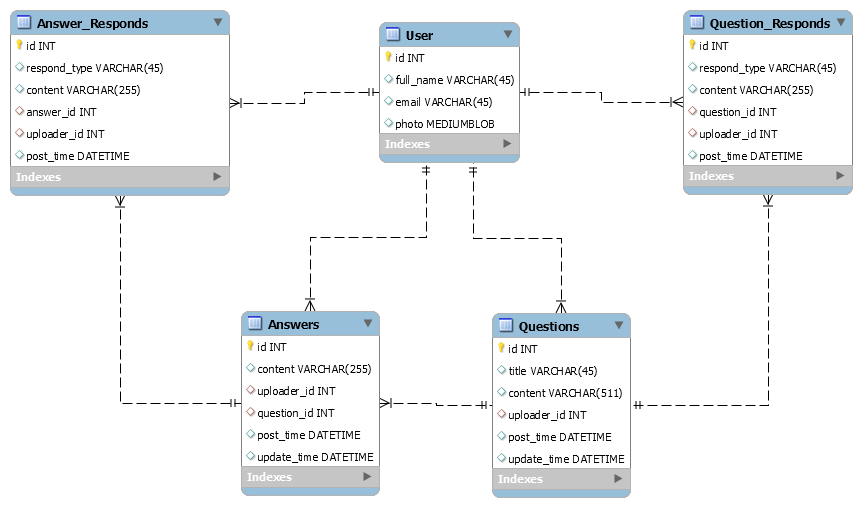 Answer_Responds
id INT
respond_type VARCHAR(45)
content VARCHAR(255)
answer_id INT
uploader_id INT
post_time DATETIME
Indexes
User
id INT
full_name VARCHAR(45)
email VARCHAR(45)
photo MEDIUMBLOB
Indexes
Question_Responds
id INT
respond_type VARCHAR(45)
content VARCHAR(255)
question_id INT
uploader_id INT
post_time DATETIME
Indexes
Answers
id INT
content VARCHAR(255)
uploader_id INT
question_id INT
post_time DATETIME
update_time DATETIME
Indexes
Questions
id INT
title VARCHAR(45)
content VARCHAR(511)
uploader_id INT
post_time DATETIME
update_time DATETIME
Indexes